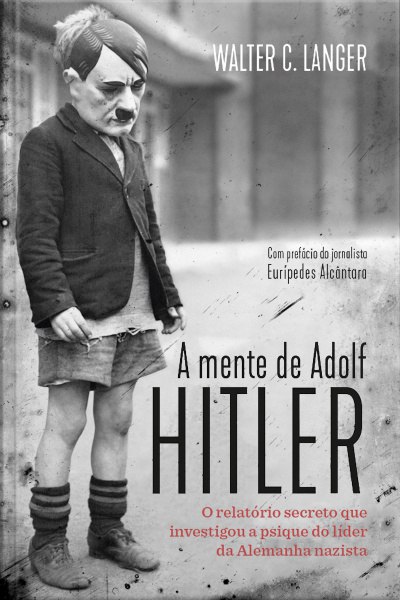 WALTER C. LANGER
Com prefácio do jornalista
Eurípedes Alcântara
A mente de Adolf
HITLER
O relatório secreto que
investigou a psique do líder
da Alemanha nazista